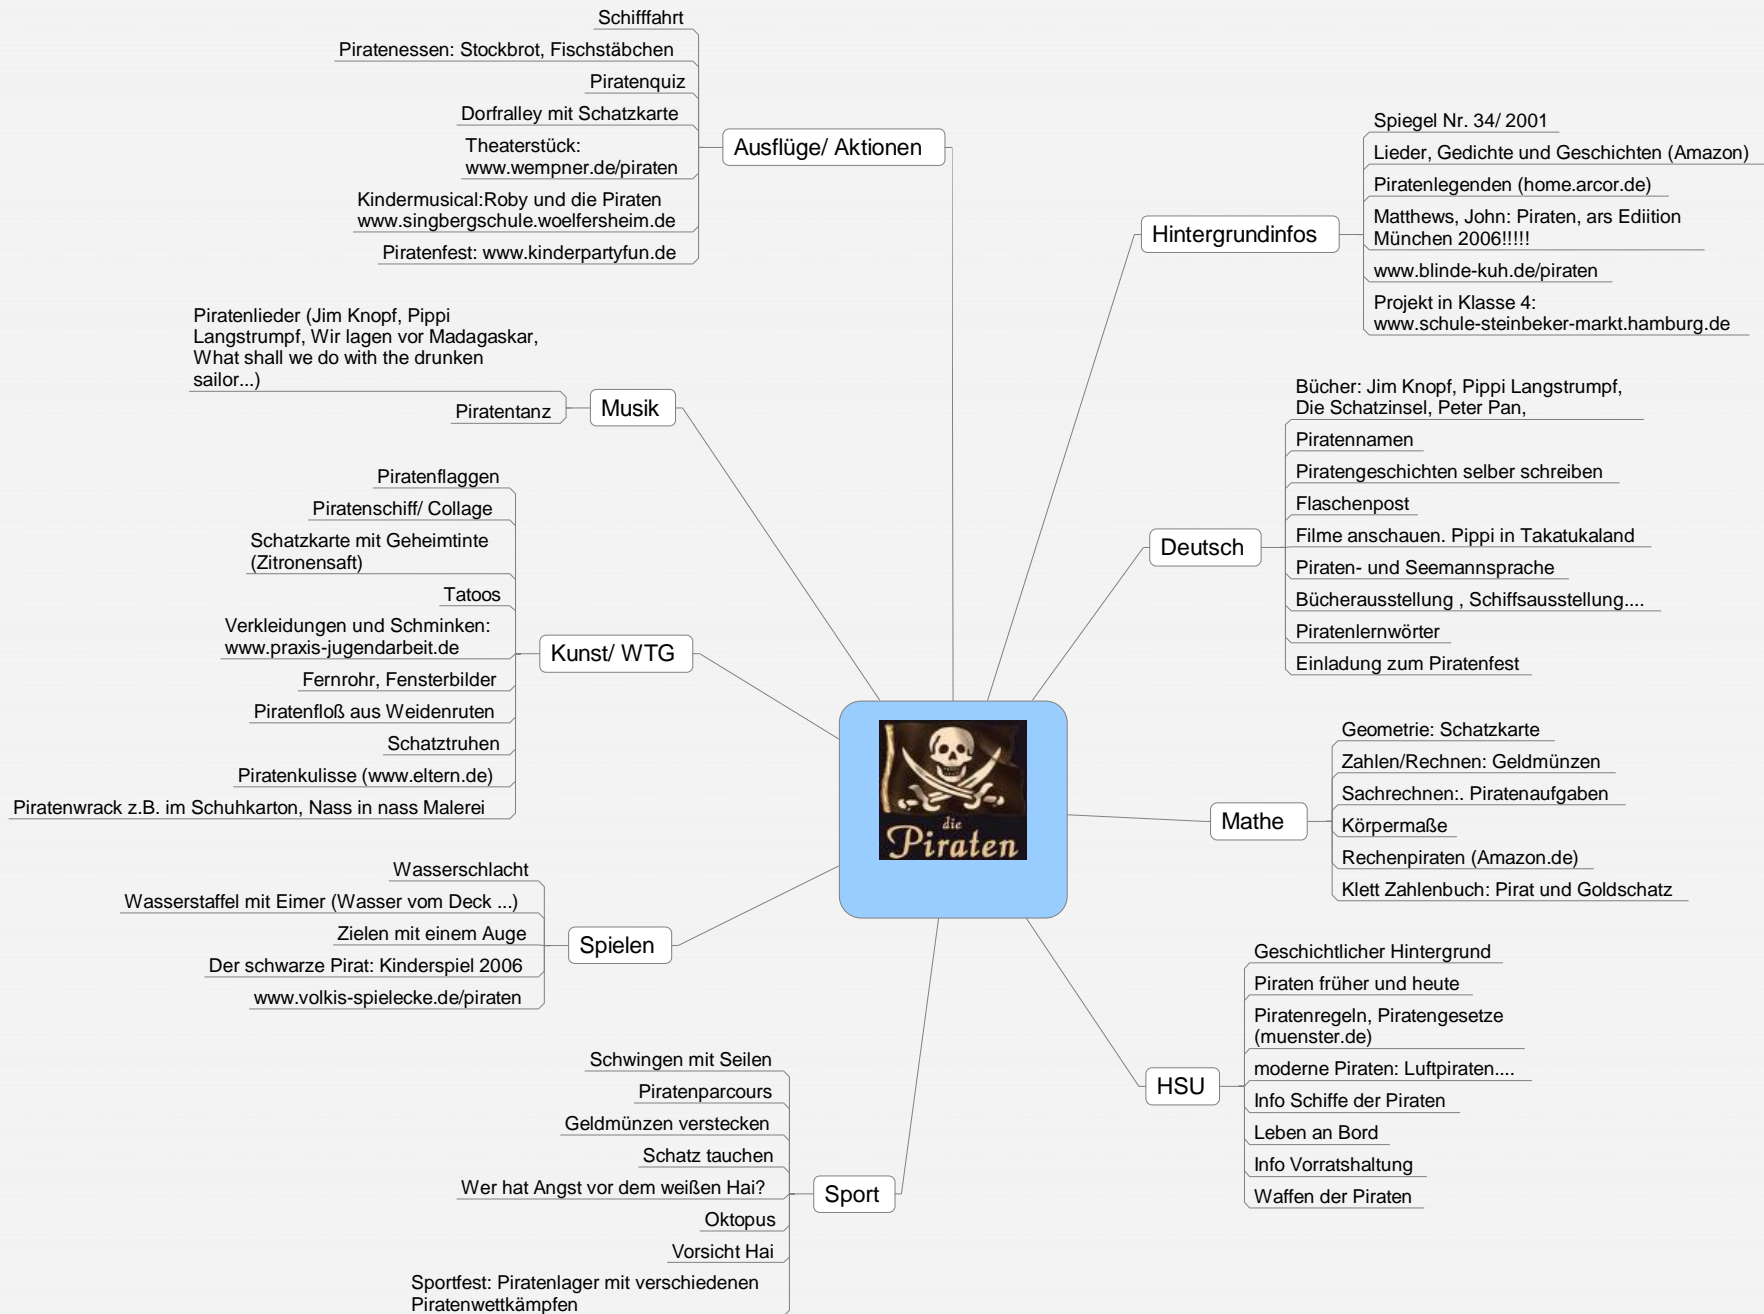 Schifffahrt
Piratenessen: Stockbrot, Fischstäbchen
Piratenquiz
Dorfralley mit Schatzkarte
Theaterstück:
www.wempner.de/piraten
Kindermusical:Roby und die Piraten
www.singbergschule.woelfersheim.de
Piratenfest: www.kinderpartyfun.de
Ausflüge/ Aktionen
Piratenlieder (Jim Knopf, Pippi
Langstrumpf, Wir lagen vor Madagaskar,
What shall we do with the drunken
sailor...)
Piratentanz
Musik
Piratenflaggen
Piratenschiff/ Collage
Schatzkarte mit Geheimtinte
(Zitronensaft)
Tatoos
Verkleidungen und Schminken:
www.praxis-jugendarbeit.de
Fernrohr, Fensterbilder
Piratenfloß aus Weidenruten
Schatztruhen
Piratenkulisse (www.eltern.de)
Piratenwrack z.B. im Schuhkarton, Nass in nass Malerei
Kunst/ WTG
Wasserschlacht
Wasserstaffel mit Eimer (Wasser vom Deck ...)
Zielen mit einem Auge
Der schwarze Pirat: Kinderspiel 2006
www.volkis-spielecke.de/piraten
Spielen
Schwingen mit Seilen
Piratenparcours
Geldmünzen verstecken
Schatz tauchen
Wer hat Angst vor dem weißen Hai?
Oktopus
Vorsicht Hai
Sportfest: Piratenlager mit verschiedenen
Piratenwettkämpfen
Sport
die
Piraten
Hintergrundinfos
Spiegel Nr. 34/ 2001
Lieder, Gedichte und Geschichten (Amazon)
Piratenlegenden (home.arcor.de)
Matthews, John: Piraten, ars Ediition
München 2006!!!!!
www.blinde-kuh.de/piraten
Projekt in Klasse 4:
www.schule-steinbeker-markt.hamburg.de
Deutsch
Bücher: Jim Knopf, Pippi Langstrumpf,
Die Schatzinsel, Peter Pan,
Piratennamen
Piratengeschichten selber schreiben
Flaschenpost
Filme anschauen. Pippi in Takatukaland
Piraten- und Seemannsprache
Bücherausstellung , Schiffsausstellung....
Piratenlernwörter
Einladung zum Piratenfest
Mathe
Geometrie: Schatzkarte
Zahlen/Rechnen: Geldmünzen
Sachrechnen:. Piratenaufgaben
Körpermaße
Rechenpiraten (Amazon.de)
Klett Zahlenbuch: Pirat und Goldschatz
HSU
Geschichtlicher Hintergrund
Piraten früher und heute
Piratenregeln, Piratengesetze
(muenster.de)
moderne Piraten: Luftpiraten....
Info Schiffe der Piraten
Leben an Bord
Info Vorratshaltung
Waffen der Piraten